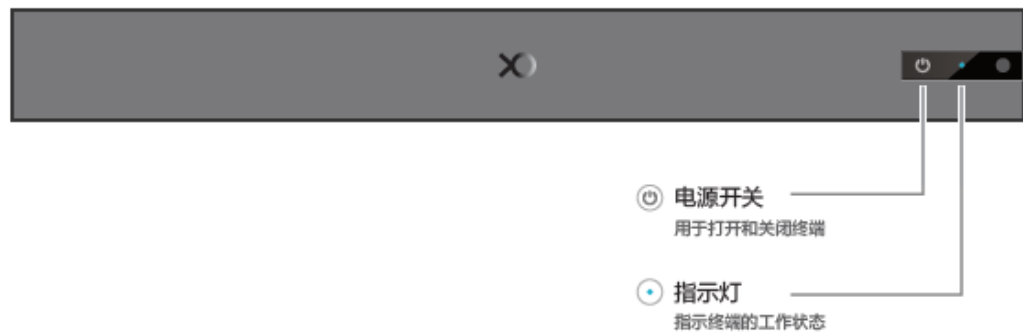 电源开关
用于打开和关闭终端
指示灯
指示终端的工作状态